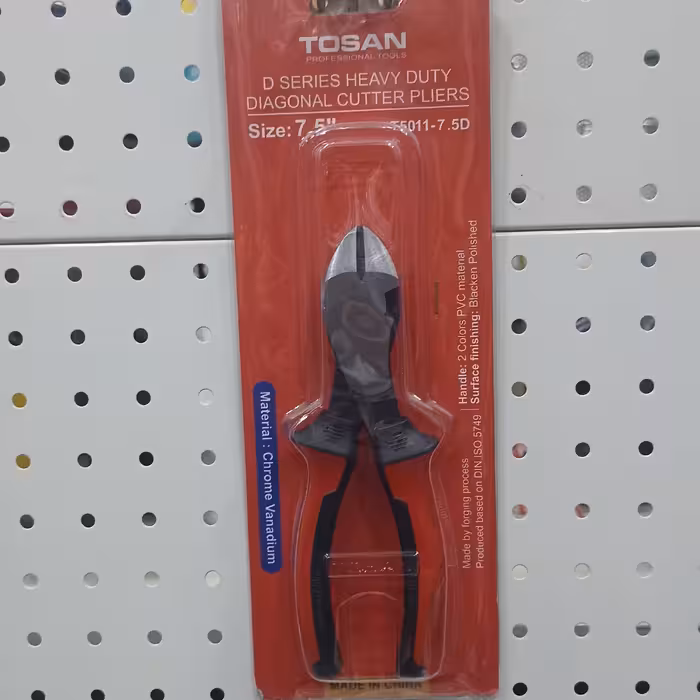 TOSAN
PROFESSIONAL TOOLS
D SERIES HEAVY DUTY
DIAGONAL CUTTER PLIERS
Size: 7.5" T5011-7.5D
Material : Chrome Vanadium
Handle: 2 Colors PVC material
Surface finishing: Blacken Polished
Made by forging process
Produced based on DIN ISO 5749
MADE IN CHINA